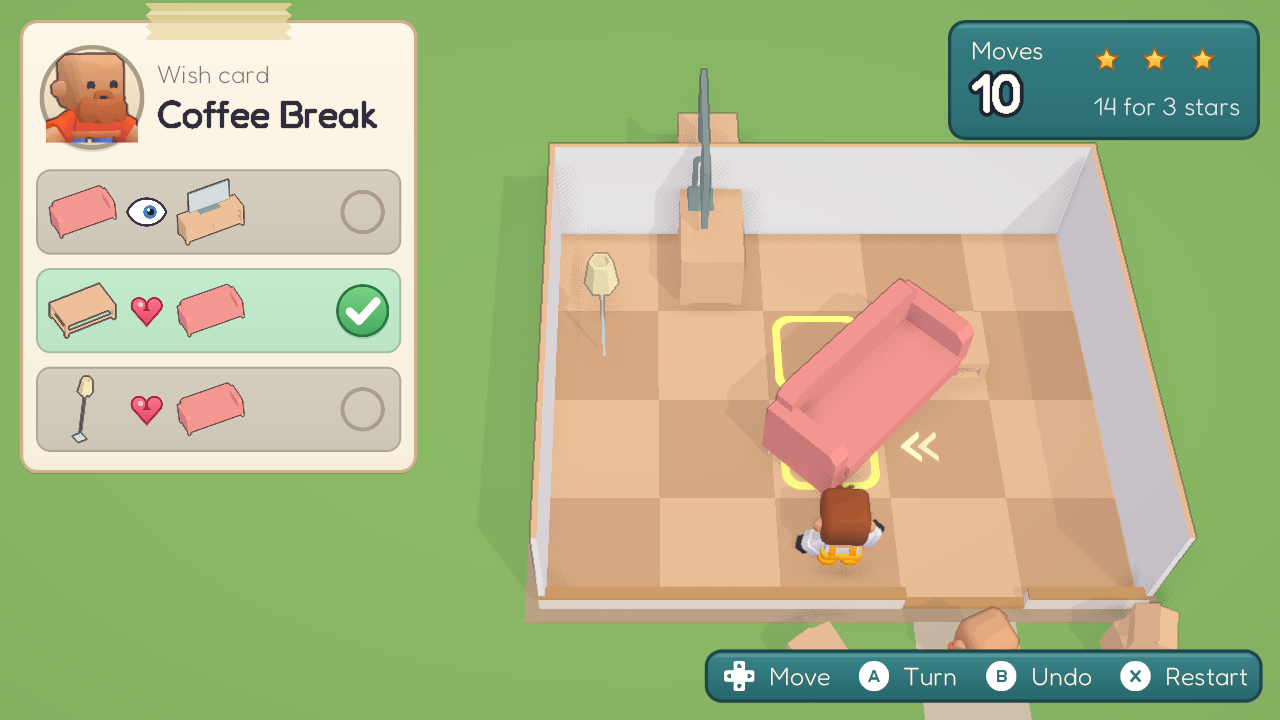 Wish card
Coffee Break
Moves
10
14 for 3 stars
A
B
X
Move
Turn
Undo
Restart